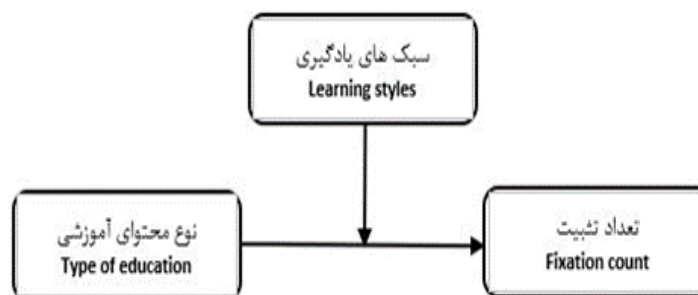 سبک های یادگیری
Learning styles
نوع محتوای آموزشی
Type of education
تعداد تثبیت
Fixation count